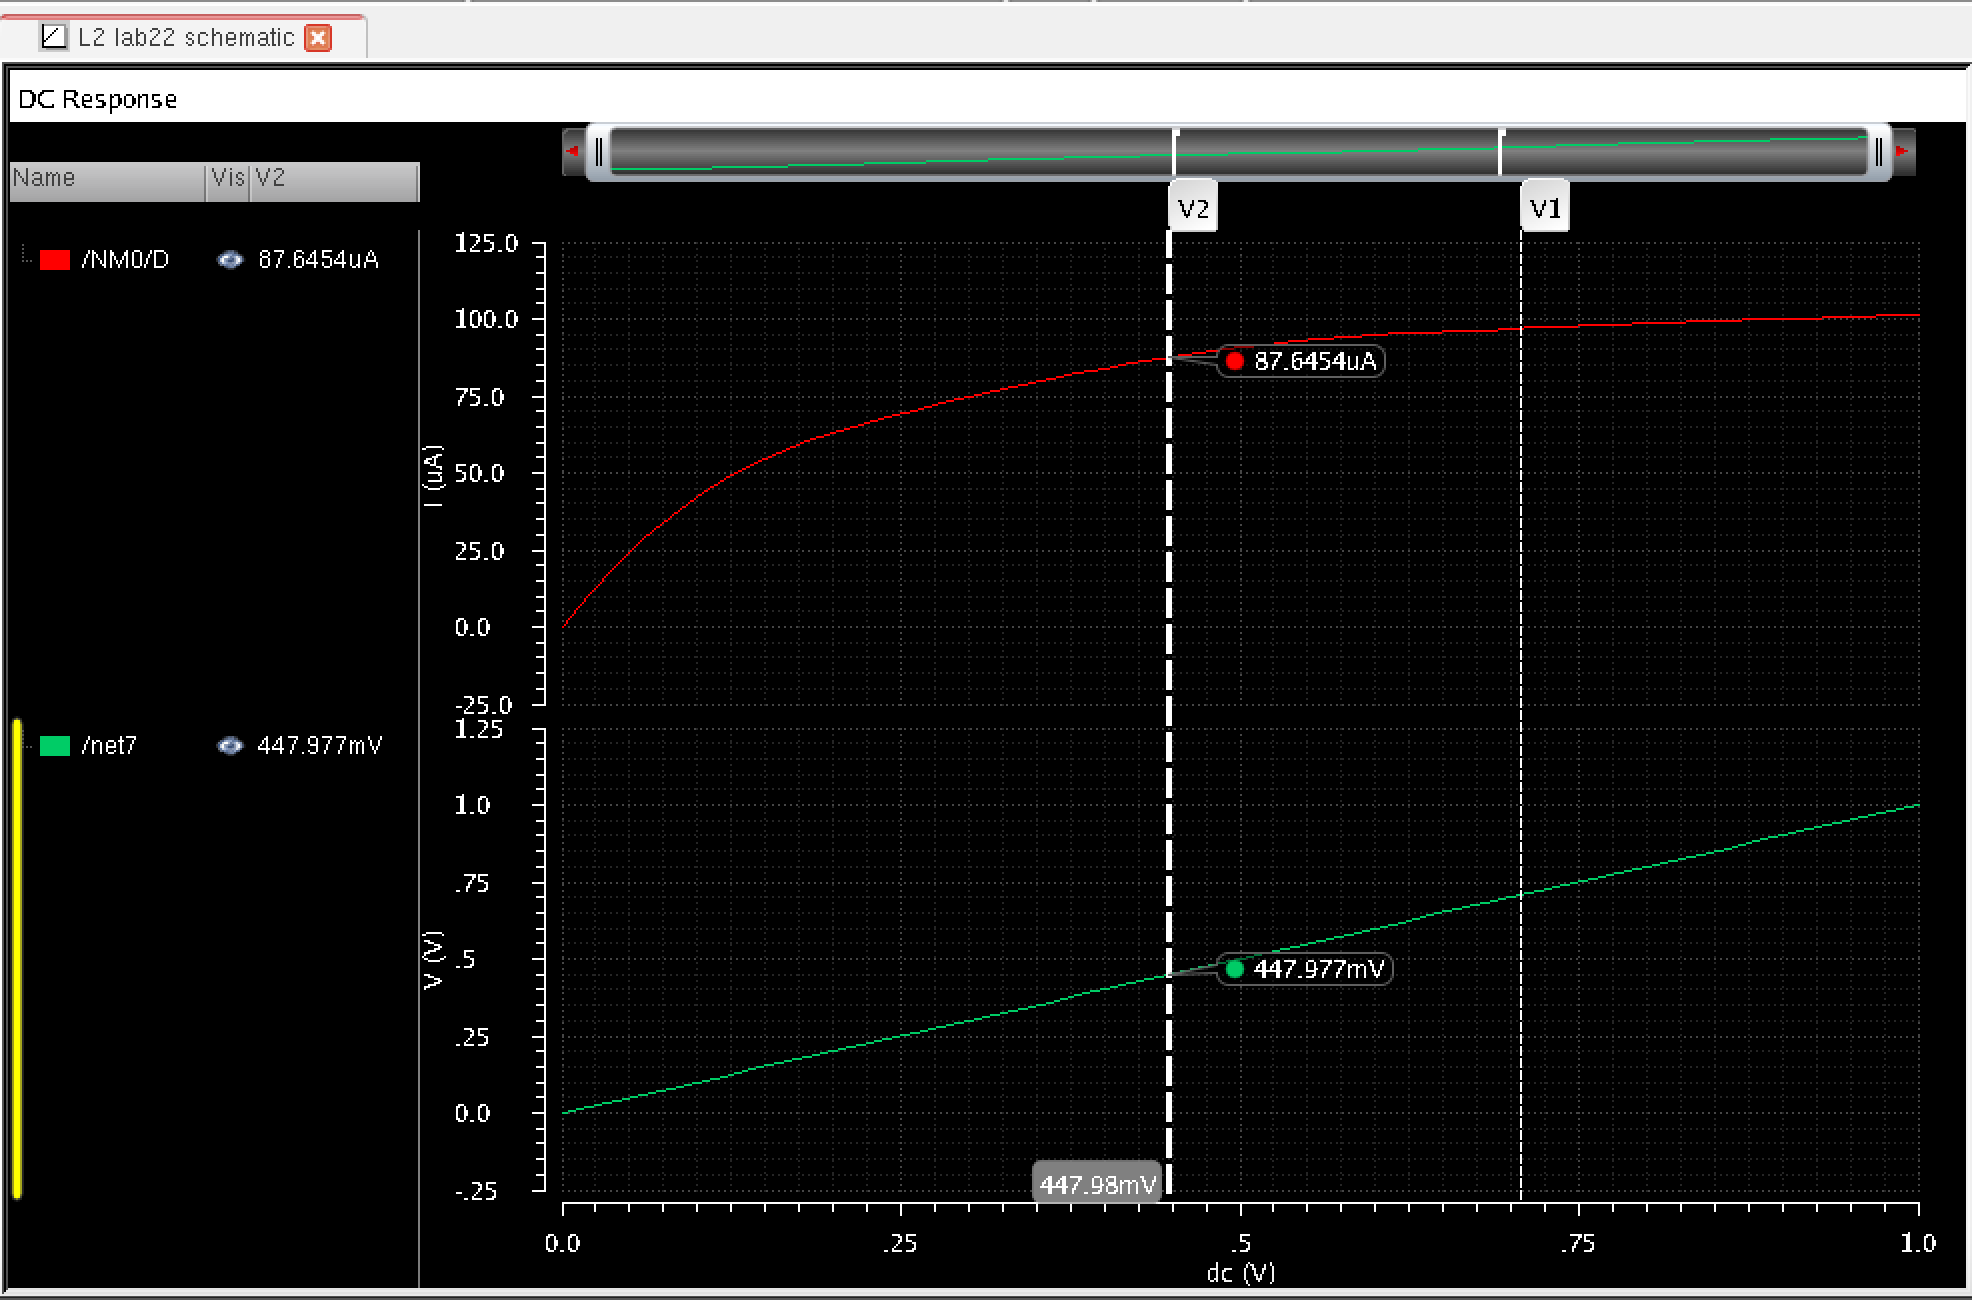 L2 lab22 schematic
DC Response
Name Vis V2
V2 V1
/NM0/D 87.6454uA
125.0
100.0
75.0
50.0
25.0
0.0
-25.0
I (uA)
87.6454uA
/net7 447.977mV
1.25
1.0
.75
.5
.25
0.0
-.25
V (V)
447.977mV
447.98mV
0.0 .25 .5 .75 1.0
dc (V)